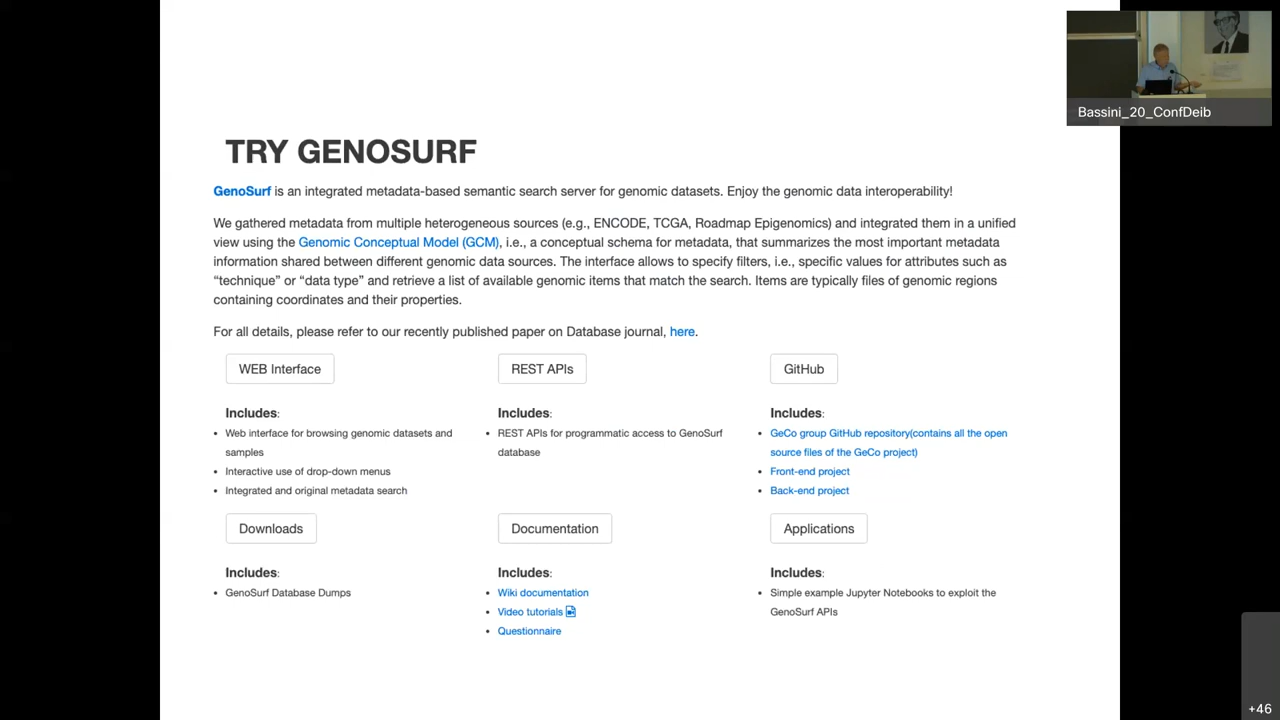 Bassini_20_ConfDeib
TRY GENOSURF
GenoSurf is an integrated metadata-based semantic search server for genomic datasets. Enjoy the genomic data interoperability!
We gathered metadata from multiple heterogeneous sources (e.g., ENCODE, TCGA, Roadmap Epigenomics) and integrated them in a unified
view using the Genomic Conceptual Model (GCM), i.e., a conceptual schema for metadata, that summarizes the most important metadata
information shared between different genomic data sources. The interface allows to specify filters, i.e., specific values for attributes such as
“technique” or “data type” and retrieve a list of available genomic items that match the search. Items are typically files of genomic regions
containing coordinates and their properties.
For all details, please refer to our recently published paper on Database journal, here.
WEB Interface
Includes:
• Web interface for browsing genomic datasets and
samples
• Interactive use of drop-down menus
• Integrated and original metadata search
REST APIs
Includes:
• REST APIs for programmatic access to GenoSurf
database
GitHub
Includes:
• GeCo group GitHub repository(contains all the open
source files of the GeCo project)
• Front-end project
• Back-end project
Downloads
Includes:
• GenoSurf Database Dumps
Documentation
Includes:
• Wiki documentation
• Video tutorials
• Questionnaire
Applications
Includes:
• Simple example Jupyter Notebooks to exploit the
GenoSurf APIs
+46